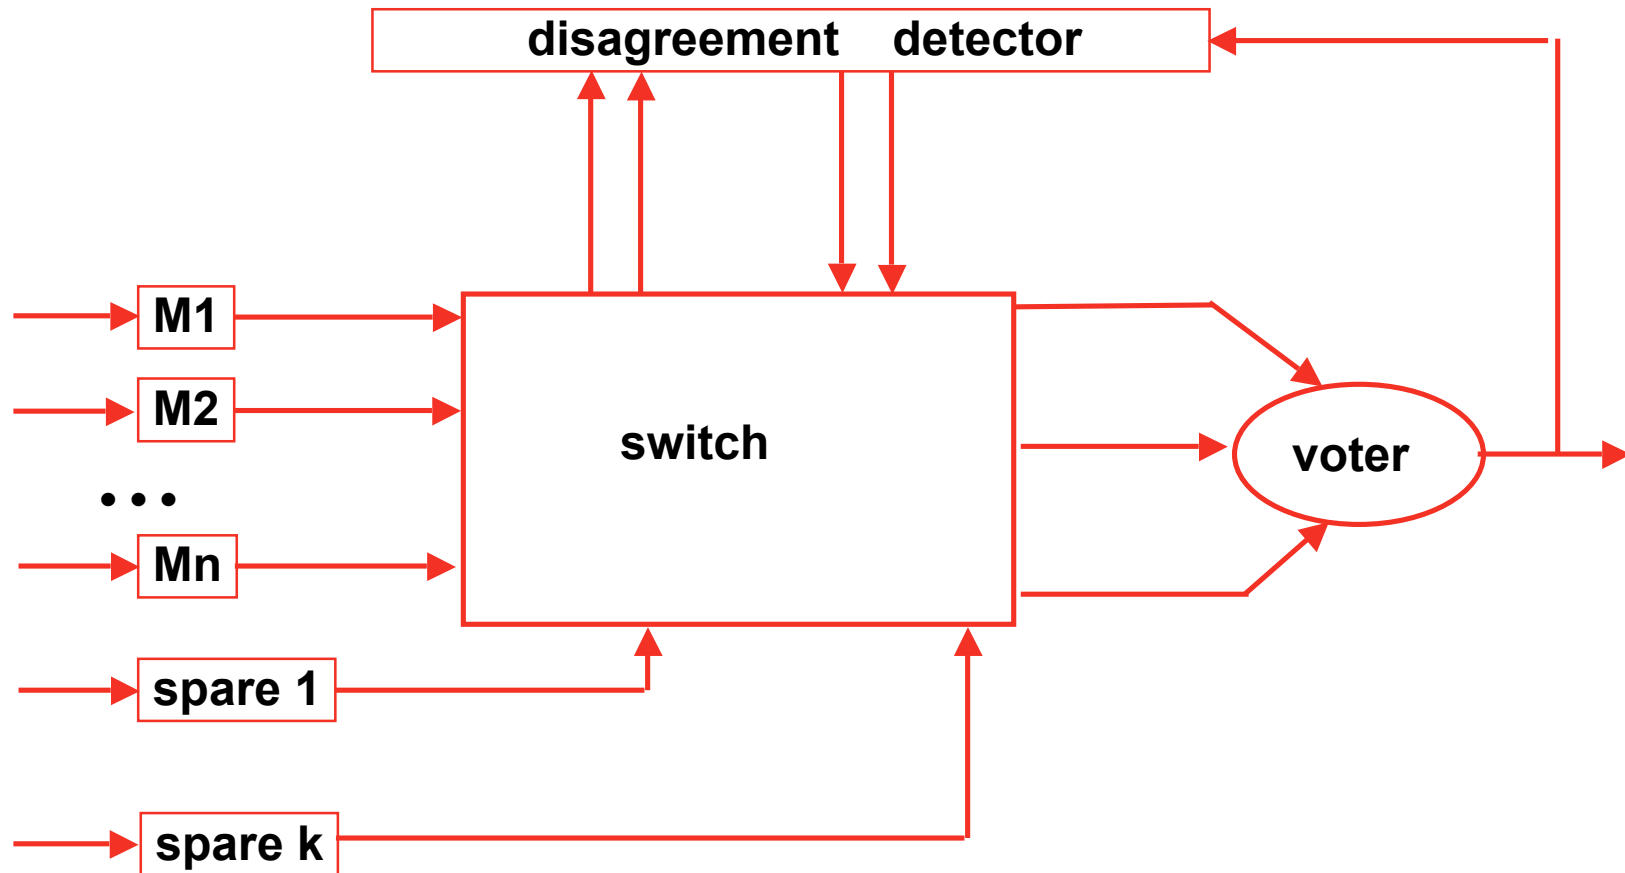 disagreement detector
M1
M2
switch
voter
...
Mn
spare 1
spare k